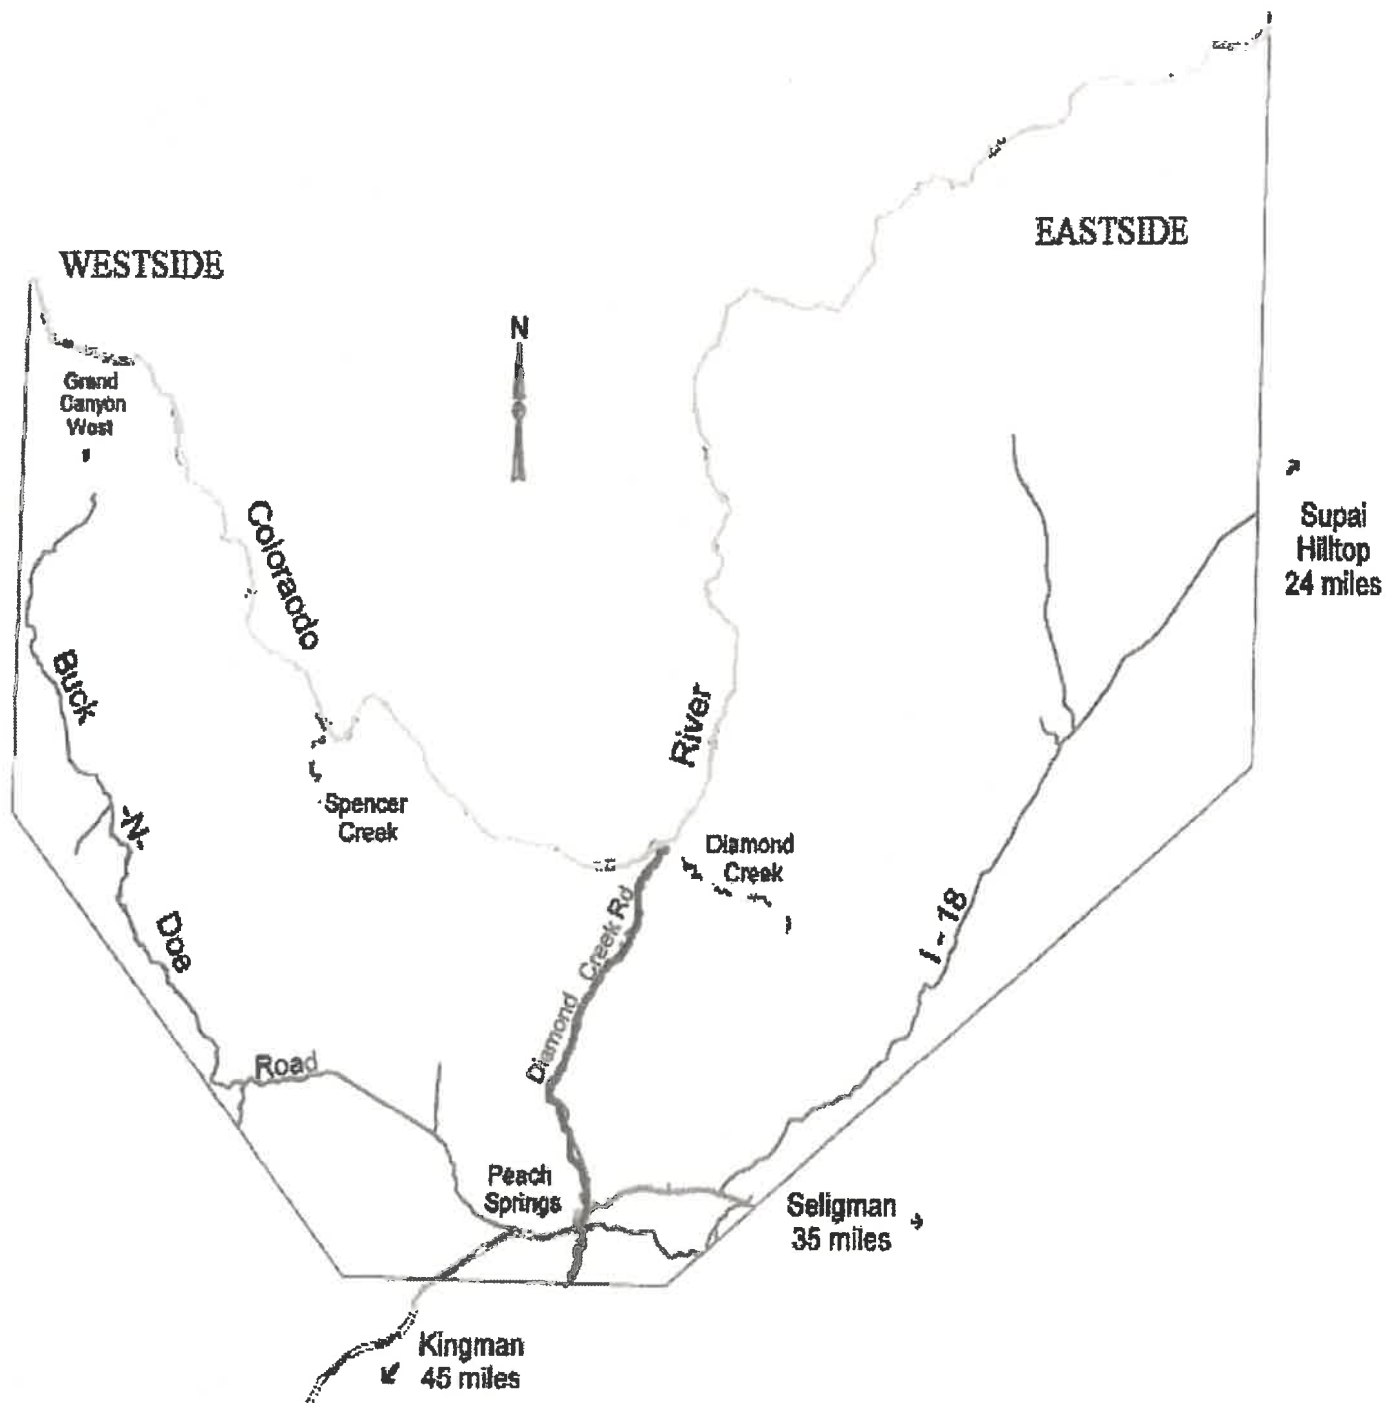 EASTSIDE
WESTSIDE
N
Grand
Canyon
West
Coloraodo
Supai
Hilltop
24 miles
Buck
River
Spencer
Creek
-N-
Diamond
Creek
Doe
I-18
Diamond Creek Rd
Road
Peach
Springs
Seligman
35 miles
Kingman
45 miles